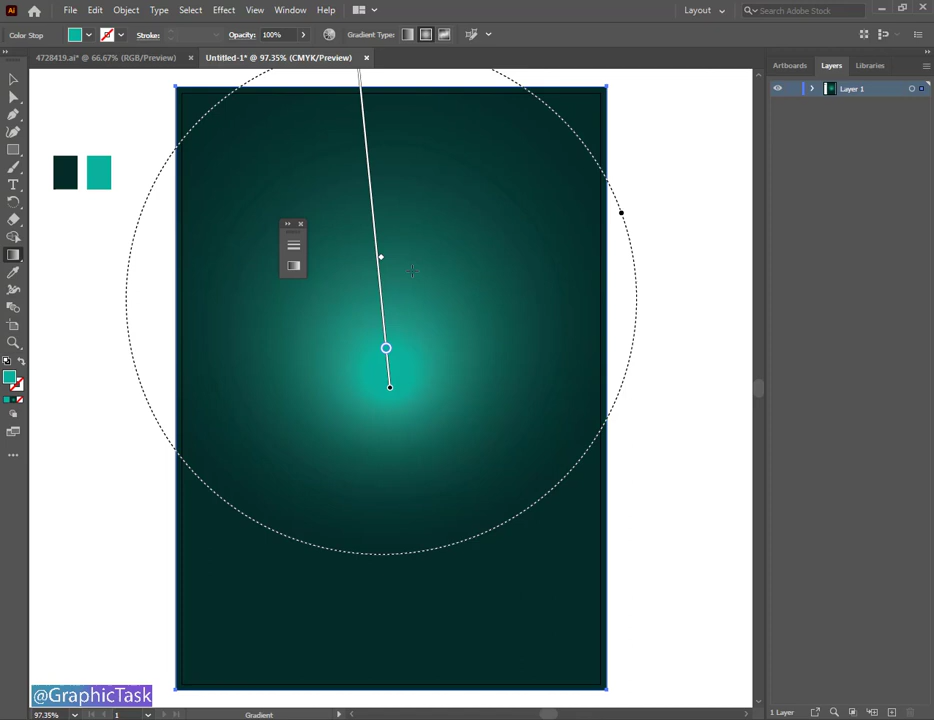 Ai File Edit Object Type Select Effect View Window Help Layout Search Adobe Stock
Color Stop Stroke: Opacity: 100% Gradient Type:
4728419.ai* @ 66.67% (RGB/Preview) × Untitled-1* @ 97.35% (CMYK/Preview) ×
Artboards Layers Libraries
Layer 1
T
@GraphicTask
97.35% 1 Gradient 1 Layer